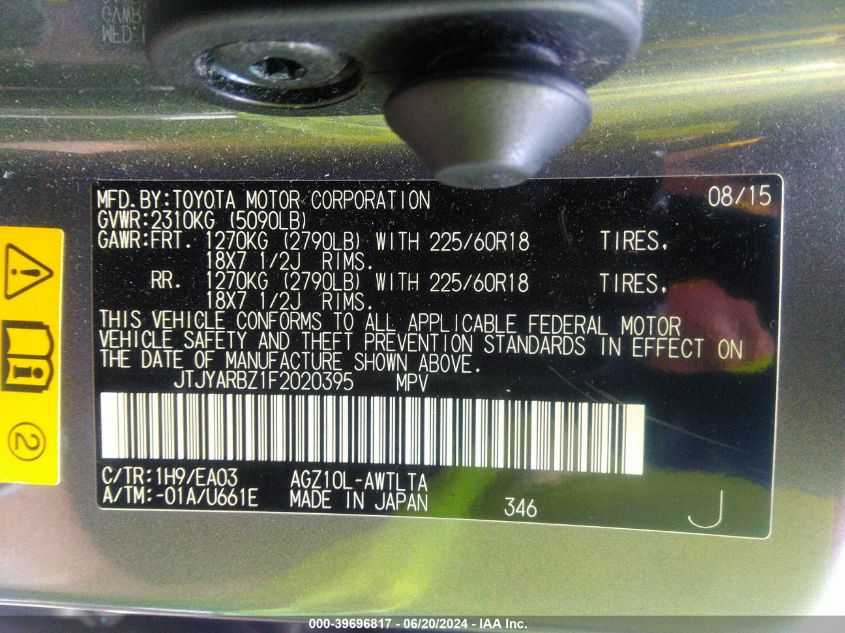 GVWR
MFD.
MFD.BY:TOYOTA MOTOR CORPORATION 08/15
GVWR:2310KG (5090LB)
GAWR:FRT. 1270KG (2790LB) WITH 225/60R18 TIRES,
18X7 1/2J RIMS.
RR. 1270KG (2790LB) WITH 225/60R18 TIRES,
18X7 1/2J RIMS.
THIS VEHICLE CONFORMS TO ALL APPLICABLE FEDERAL MOTOR
VEHICLE SAFETY AND THEFT PREVENTION STANDARDS IN EFFECT ON
THE DATE OF MANUFACTURE SHOWN ABOVE.
JTJYARBZ1F2020395 MPV
C/TR:1H9/EA03 AGZ10L-AWTLTA
A/TM:-01A/U661E MADE IN JAPAN 346 J
2
000-39696817 - 06/20/2024 - IAA Inc.